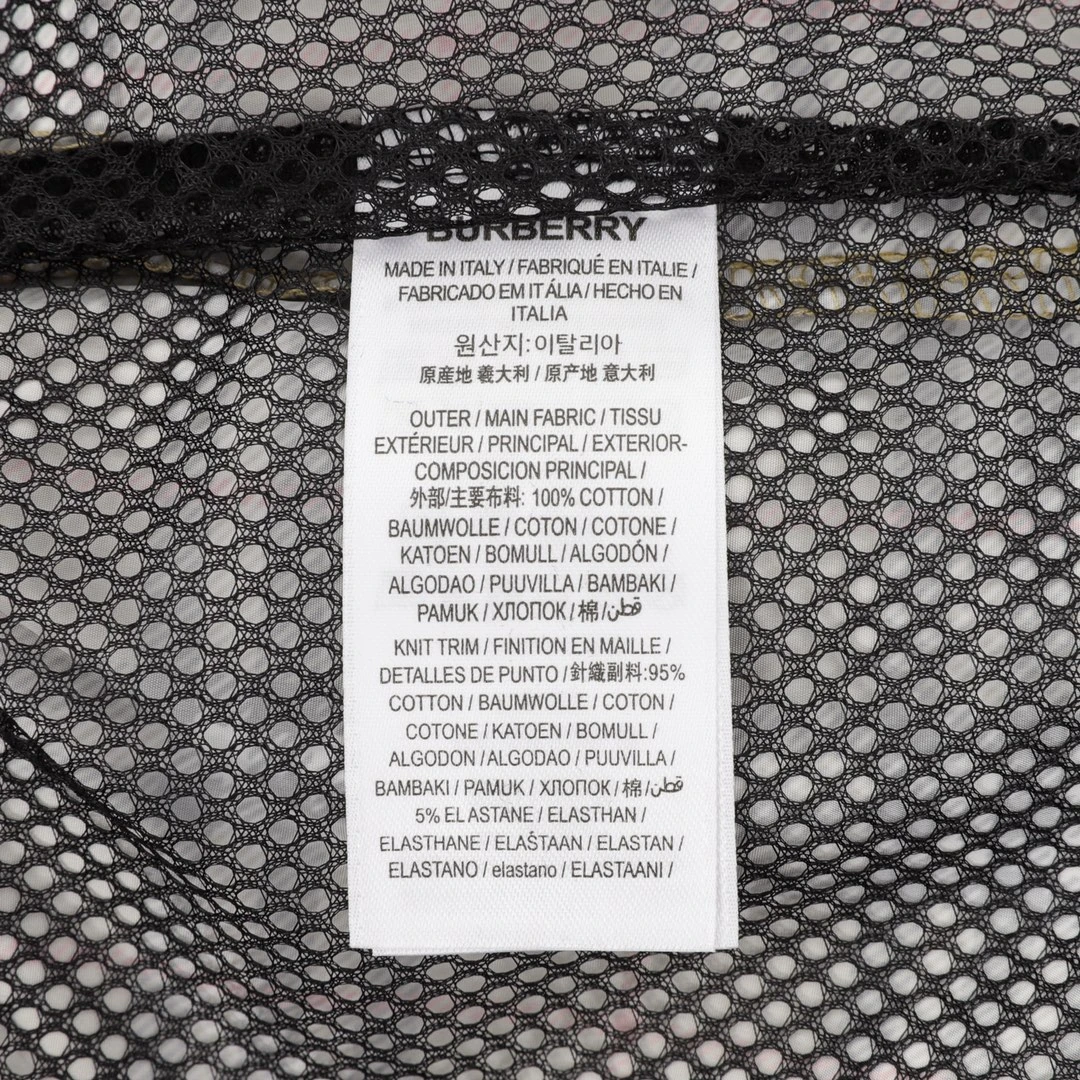 BURBERRY
MADE IN ITALY / FABRIQUÉ EN ITALIE /
FABRICADO EM ITÁLIA / HECHO EN
ITALIA
원산지: 이탈리아
原産地 義大利 / 原产地 意大利
OUTER / MAIN FABRIC / TISSU
EXTÉRIEUR / PRINCIPAL / EXTERIOR-
COMPOSICION PRINCIPAL /
外部/主要布料: 100% COTTON /
BAUMWOLLE / COTON / COTONE /
KATOEN / BOMULL / ALGODÓN /
ALGODAO / PUUVILLA / BAMBAKI /
PAMUK / ХЛОПОК / 棉 / قطن
KNIT TRIM / FINITION EN MAILLE /
DETALLES DE PUNTO / 針織副料:95%
COTTON / BAUMWOLLE / COTON /
COTONE / KATOEN / BOMULL /
ALGODON / ALGODAO / PUUVILLA /
BAMBAKI / PAMUK / ХЛОПОК / 棉 / قطن
5% ELASTANE / ELASTHAN /
ELASTHANE / ELAŜTAAN / ELASTAN /
ELASTANO / elastano / ELASTAANI /